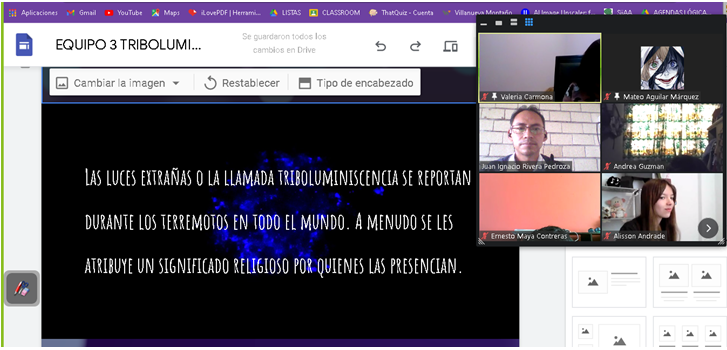 Aplicaciones Gmail YouTube Maps iLovePDF | Herrami... LISTAS CLASSROOM ThatQuiz - Cuenta Villanueva Montaño AI Image Upscaler f SiAA AGENDAS LÓGICA...
EQUIPO 3 TRIBOLUMI...
Se guardaron todos los
cambios en Drive
Cambiar la imagen Restablecer Tipo de encabezado
LAS LUCES EXTRAÑAS O LA LLAMADA TRIBOLUMINISCENCIA SE REPORTAN
DURANTE LOS TERREMOTOS EN TODO EL MUNDO. A MENUDO SE LES
ATRIBUYE UN SIGNIFICADO RELIGIOSO POR QUIENES LAS PRESENCIAN.
Valeria Carmona Mateo Aguilar Márquez
Juan Ignacio Rivera Pedroza Andrea Guzman
Ernesto Maya Contreras Alisson Andrade